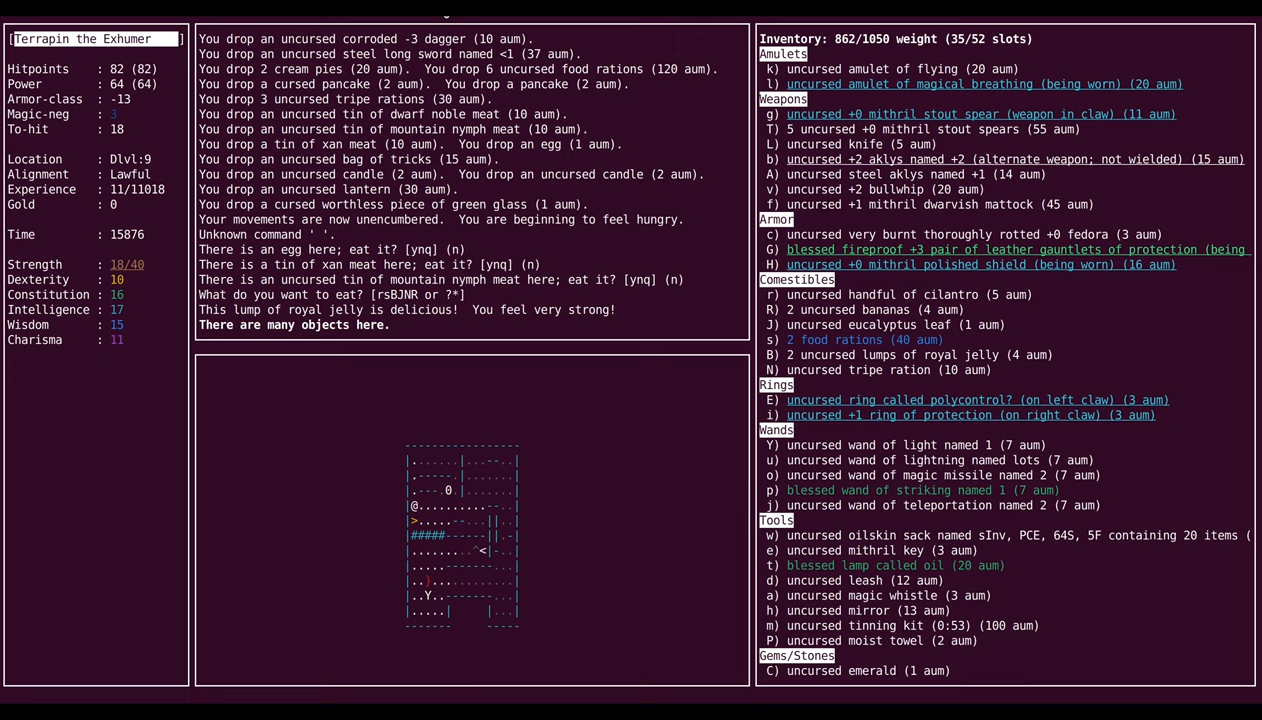 [Terrapin the Exhumer ]
Hitpoints : 82 (82)
Power : 64 (64)
Armor-class : -13
Magic-neg : 3
To-hit : 18
Location : Dlvl:9
Alignment : Lawful
Experience : 11/11018
Gold : 0
Time : 15876
Strength : 18/40
Dexterity : 10
Constitution : 16
Intelligence : 17
Wisdom : 15
Charisma : 11
You drop an uncursed corroded -3 dagger (10 aum).
You drop an uncursed steel long sword named <1 (37 aum).
You drop 2 cream pies (20 aum).  You drop 6 uncursed food rations (120 aum).
You drop a cursed pancake (2 aum).  You drop a pancake (2 aum).
You drop 3 uncursed tripe rations (30 aum).
You drop an uncursed tin of dwarf noble meat (10 aum).
You drop an uncursed tin of mountain nymph meat (10 aum).
You drop a tin of xan meat (10 aum).  You drop an egg (1 aum).
You drop an uncursed bag of tricks (15 aum).
You drop an uncursed candle (2 aum).  You drop an uncursed candle (2 aum).
You drop an uncursed lantern (30 aum).
You drop a cursed worthless piece of green glass (1 aum).
Your movements are now unencumbered.  You are beginning to feel hungry.
Unknown command ' '.
There is an egg here; eat it? [ynq] (n)
There is a tin of xan meat here; eat it? [ynq] (n)
There is an uncursed tin of mountain nymph meat here; eat it? [ynq] (n)
What do you want to eat? [rsBJNR or ?*]
This lump of royal jelly is delicious!  You feel very strong!
There are many objects here.
-----------------
|.......|...--..|
|.-----.|.......|
|.---.0.|.......|
|@..........--..|
|>.....--...||..|
|#####------||.-|
|........ .^<|-..|
|.....-------...|
|..}............|
|..Y..-------...|
|.....|     |...|
-------     -----
Inventory: 862/1050 weight (35/52 slots)
Amulets
k) uncursed amulet of flying (20 aum)
l) uncursed amulet of magical breathing (being worn) (20 aum)
Weapons
g) uncursed +0 mithril stout spear (weapon in claw) (11 aum)
T) 5 uncursed +0 mithril stout spears (55 aum)
L) uncursed knife (5 aum)
b) uncursed +2 aklys named +2 (alternate weapon; not wielded) (15 aum)
A) uncursed steel aklys named +1 (14 aum)
v) uncursed +2 bullwhip (20 aum)
f) uncursed +1 mithril dwarvish mattock (45 aum)
Armor
c) uncursed very burnt thoroughly rotted +0 fedora (3 aum)
G) blessed fireproof +3 pair of leather gauntlets of protection (being
H) uncursed +0 mithril polished shield (being worn) (16 aum)
Comestibles
r) uncursed handful of cilantro (5 aum)
R) 2 uncursed bananas (4 aum)
J) uncursed eucalyptus leaf (1 aum)
s) 2 food rations (40 aum)
B) 2 uncursed lumps of royal jelly (4 aum)
N) uncursed tripe ration (10 aum)
Rings
E) uncursed ring called polycontrol? (on left claw) (3 aum)
i) uncursed +1 ring of protection (on right claw) (3 aum)
Wands
Y) uncursed wand of light named 1 (7 aum)
u) uncursed wand of lightning named lots (7 aum)
o) uncursed wand of magic missile named 2 (7 aum)
p) blessed wand of striking named 1 (7 aum)
j) uncursed wand of teleportation named 2 (7 aum)
Tools
w) uncursed oilskin sack named sInv, PCE, 64S, 5F containing 20 items (
e) mithril key (3 aum)
t) blessed lamp called oil (20 aum)
d) uncursed leash (12 aum)
a) uncursed magic whistle (3 aum)
h) mirror (13 aum)
m) uncursed tinning kit (0:53) (100 aum)
P) uncursed moist towel (2 aum)
Gems/Stones
C) uncursed emerald (1 aum)